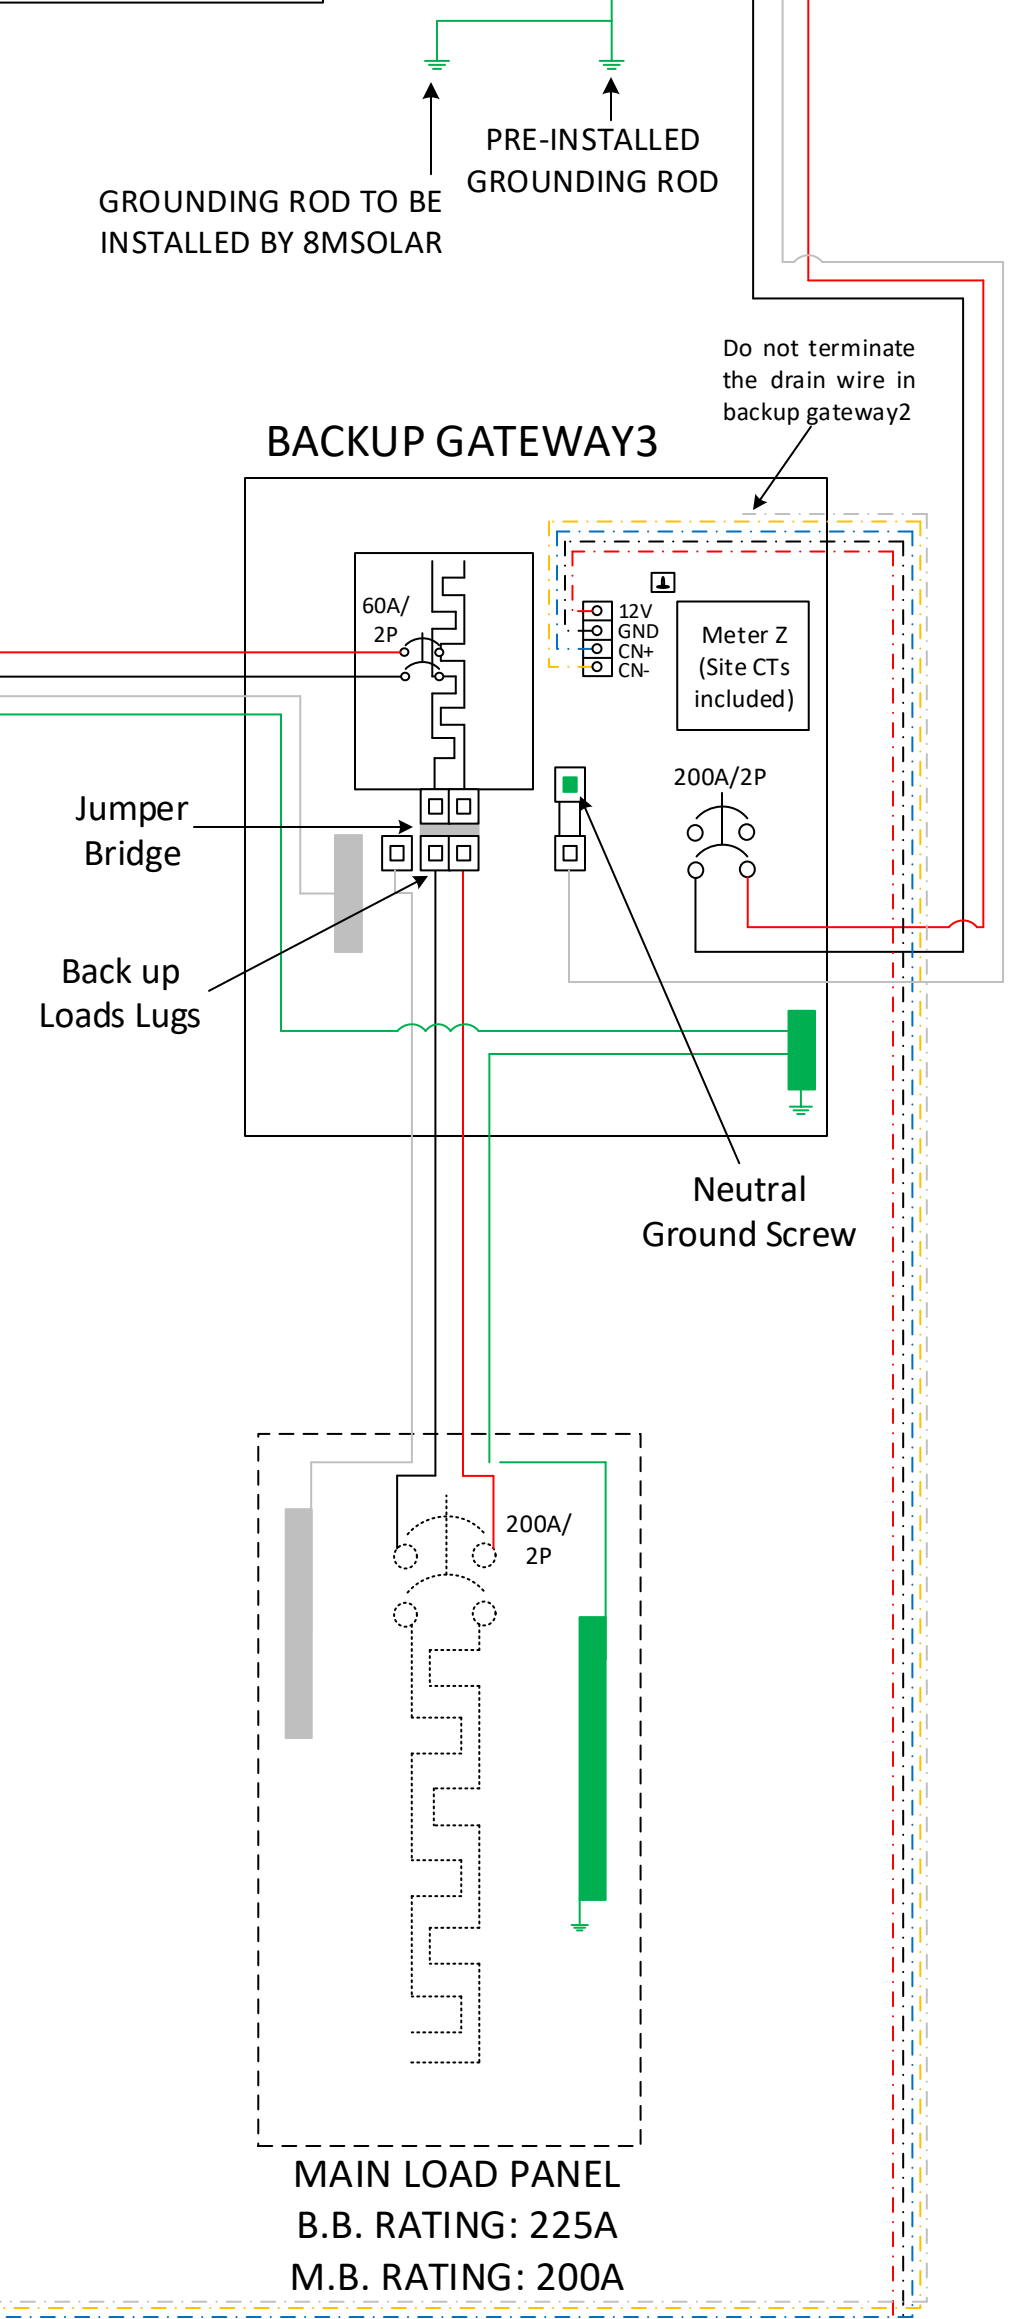 PRE-INSTALLED
GROUNDING ROD
GROUNDING ROD TO BE
INSTALLED BY 8MSOLAR
Do not terminate
the drain wire in
backup gateway2
BACKUP GATEWAY3
60A/
2P
12V
GND
CN+
CN-
Meter Z
(Site CTs
included)
200A/2P
Jumper
Bridge
Back up
Loads Lugs
Neutral
Ground Screw
200A/
2P
MAIN LOAD PANEL
B.B. RATING: 225A
M.B. RATING: 200A